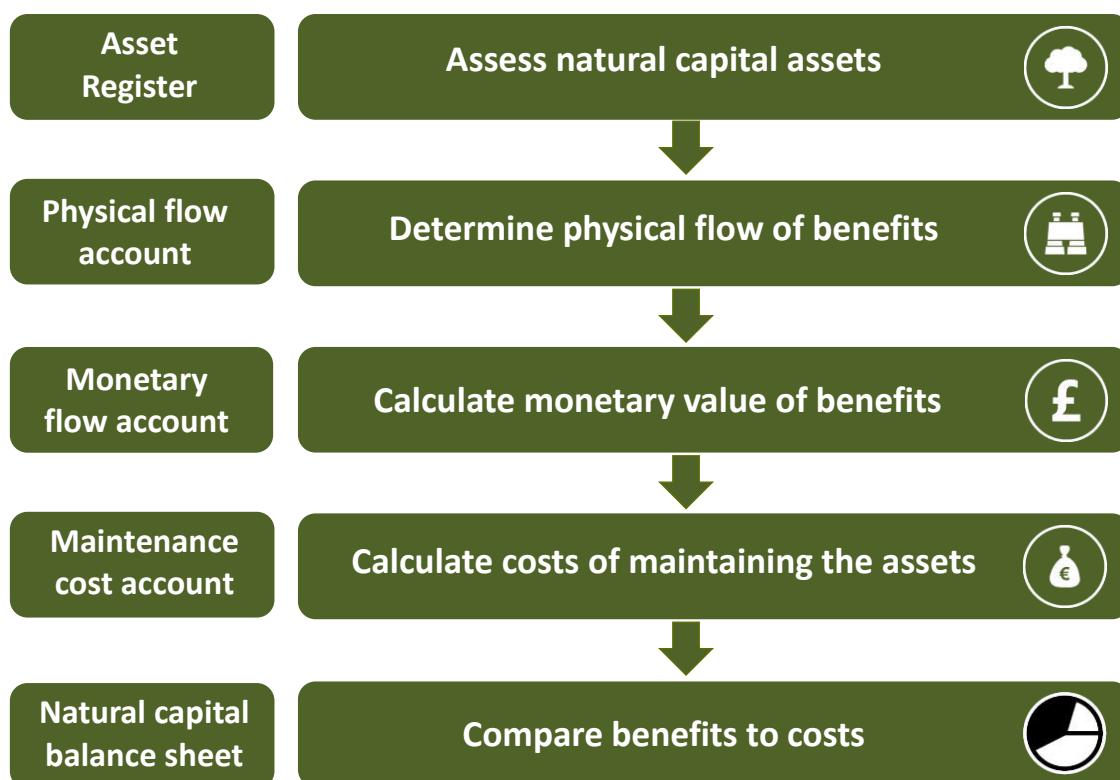 Asset
Register
Assess natural capital assets
Physical flow
account
Determine physical flow of benefits
Monetary
flow account
Calculate monetary value of benefits
£
Maintenance
cost account
Calculate costs of maintaining the assets
€
Natural capital
balance sheet
Compare benefits to costs